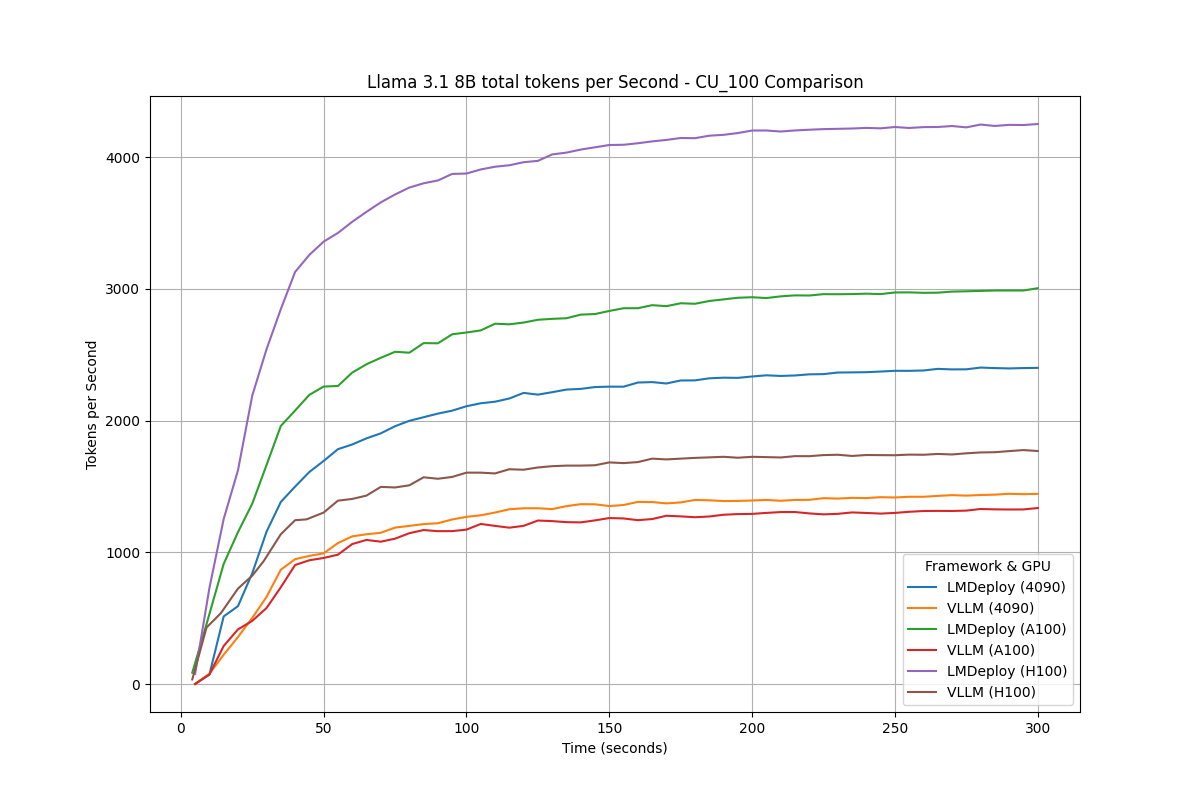 Llama 3.1 8B total tokens per Second - CU_100 Comparison
Tokens per Second
4000
3000
2000
1000
0
0 50 100 150 200 250 300
Time (seconds)
Framework & GPU
LMDeploy (4090)
VLLM (4090)
LMDeploy (A100)
VLLM (A100)
LMDeploy (H100)
VLLM (H100)